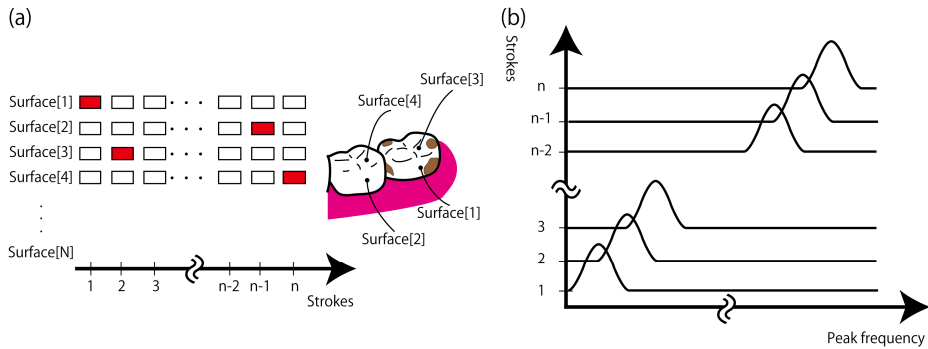 (a)
Surface[1]
Surface[2]
Surface[3]
Surface[4]
Surface[N]
1 2 3 n-2 n-1 n
Strokes
Surface[3]
Surface[4]
Surface[1]
Surface[2]
(b)
Strokes
n
n-1
n-2
3
2
1
Peak frequency